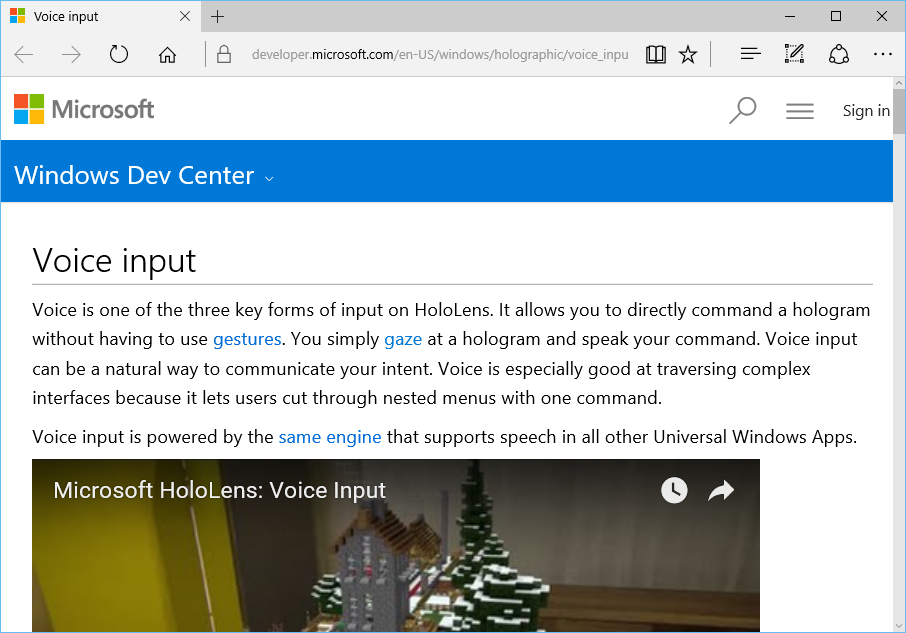 Voice input
developer.microsoft.com/en-US/windows/holographic/voice_inpu
Microsoft
Sign in
Windows Dev Center
Voice input
Voice is one of the three key forms of input on HoloLens. It allows you to directly command a hologram
without having to use gestures. You simply gaze at a hologram and speak your command. Voice input
can be a natural way to communicate your intent. Voice is especially good at traversing complex
interfaces because it lets users cut through nested menus with one command.
Voice input is powered by the same engine that supports speech in all other Universal Windows Apps.
Microsoft HoloLens: Voice Input